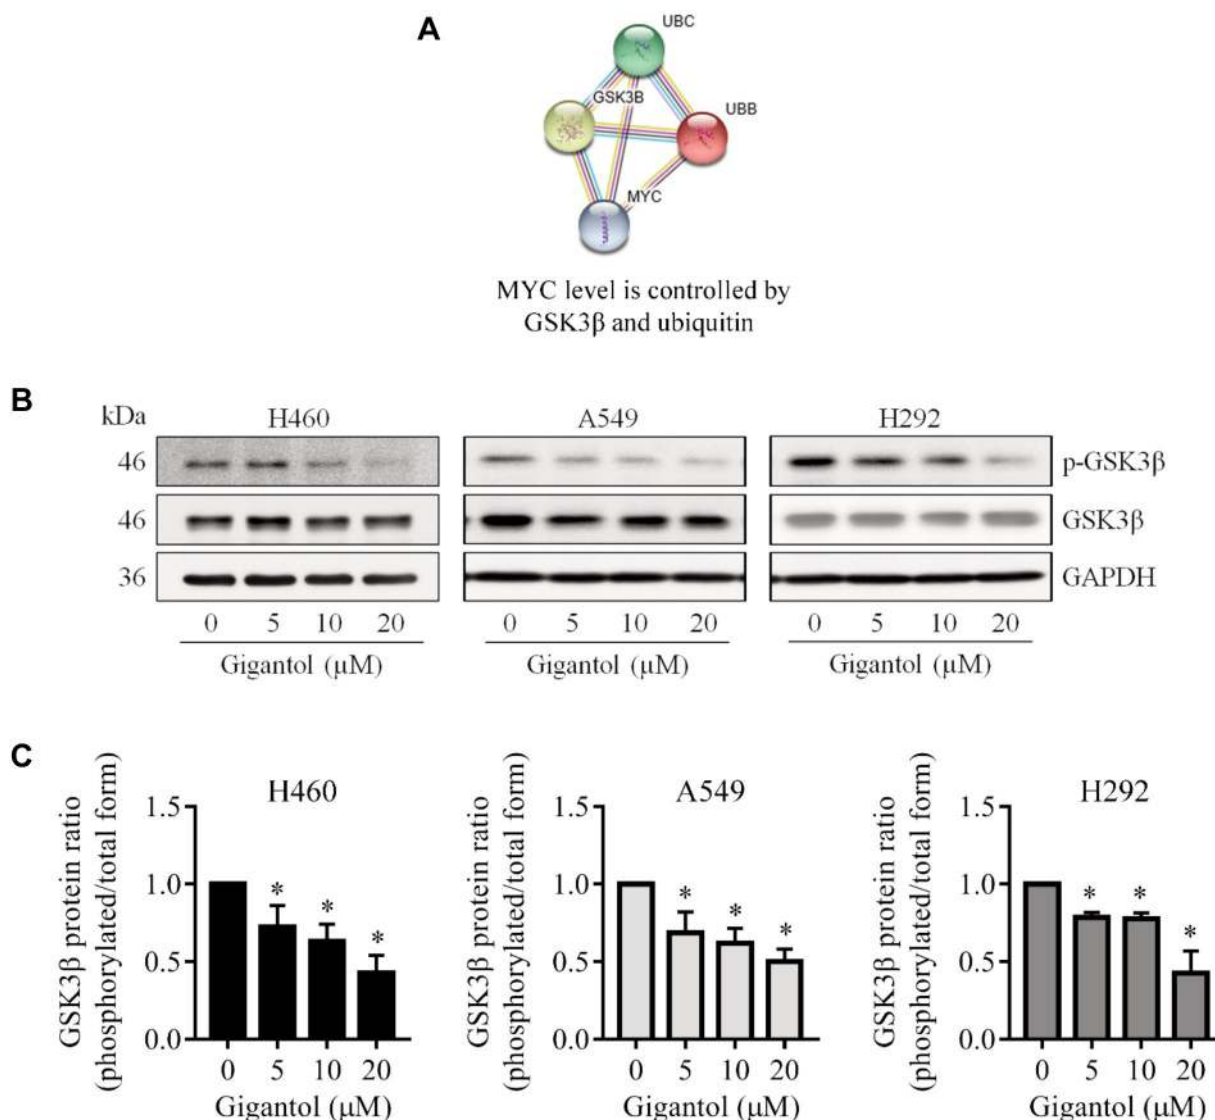 A
UBC
GSK3B
UBB
MYC
MYC level is controlled by
GSK3β and ubiquitin
B
kDa
H460
A549
H292
46
p-GSK3β
46
GSK3β
36
GAPDH
0 5 10 20
0 5 10 20
0 5 10 20
Gigantol (μM)
Gigantol (μM)
Gigantol (μM)
C
H460
GSK3β protein ratio
(phosphorylated/total form)
1.5
1.0
0.5
0.0
* * *
0 5 10 20
Gigantol (μM)
A549
GSK3β protein ratio
(phosphorylated/total form)
1.5
1.0
0.5
0.0
* * *
0 5 10 20
Gigantol (μM)
H292
GSK3β protein ratio
(phosphorylated/total form)
1.5
1.0
0.5
0.0
* * *
0 5 10 20
Gigantol (μM)